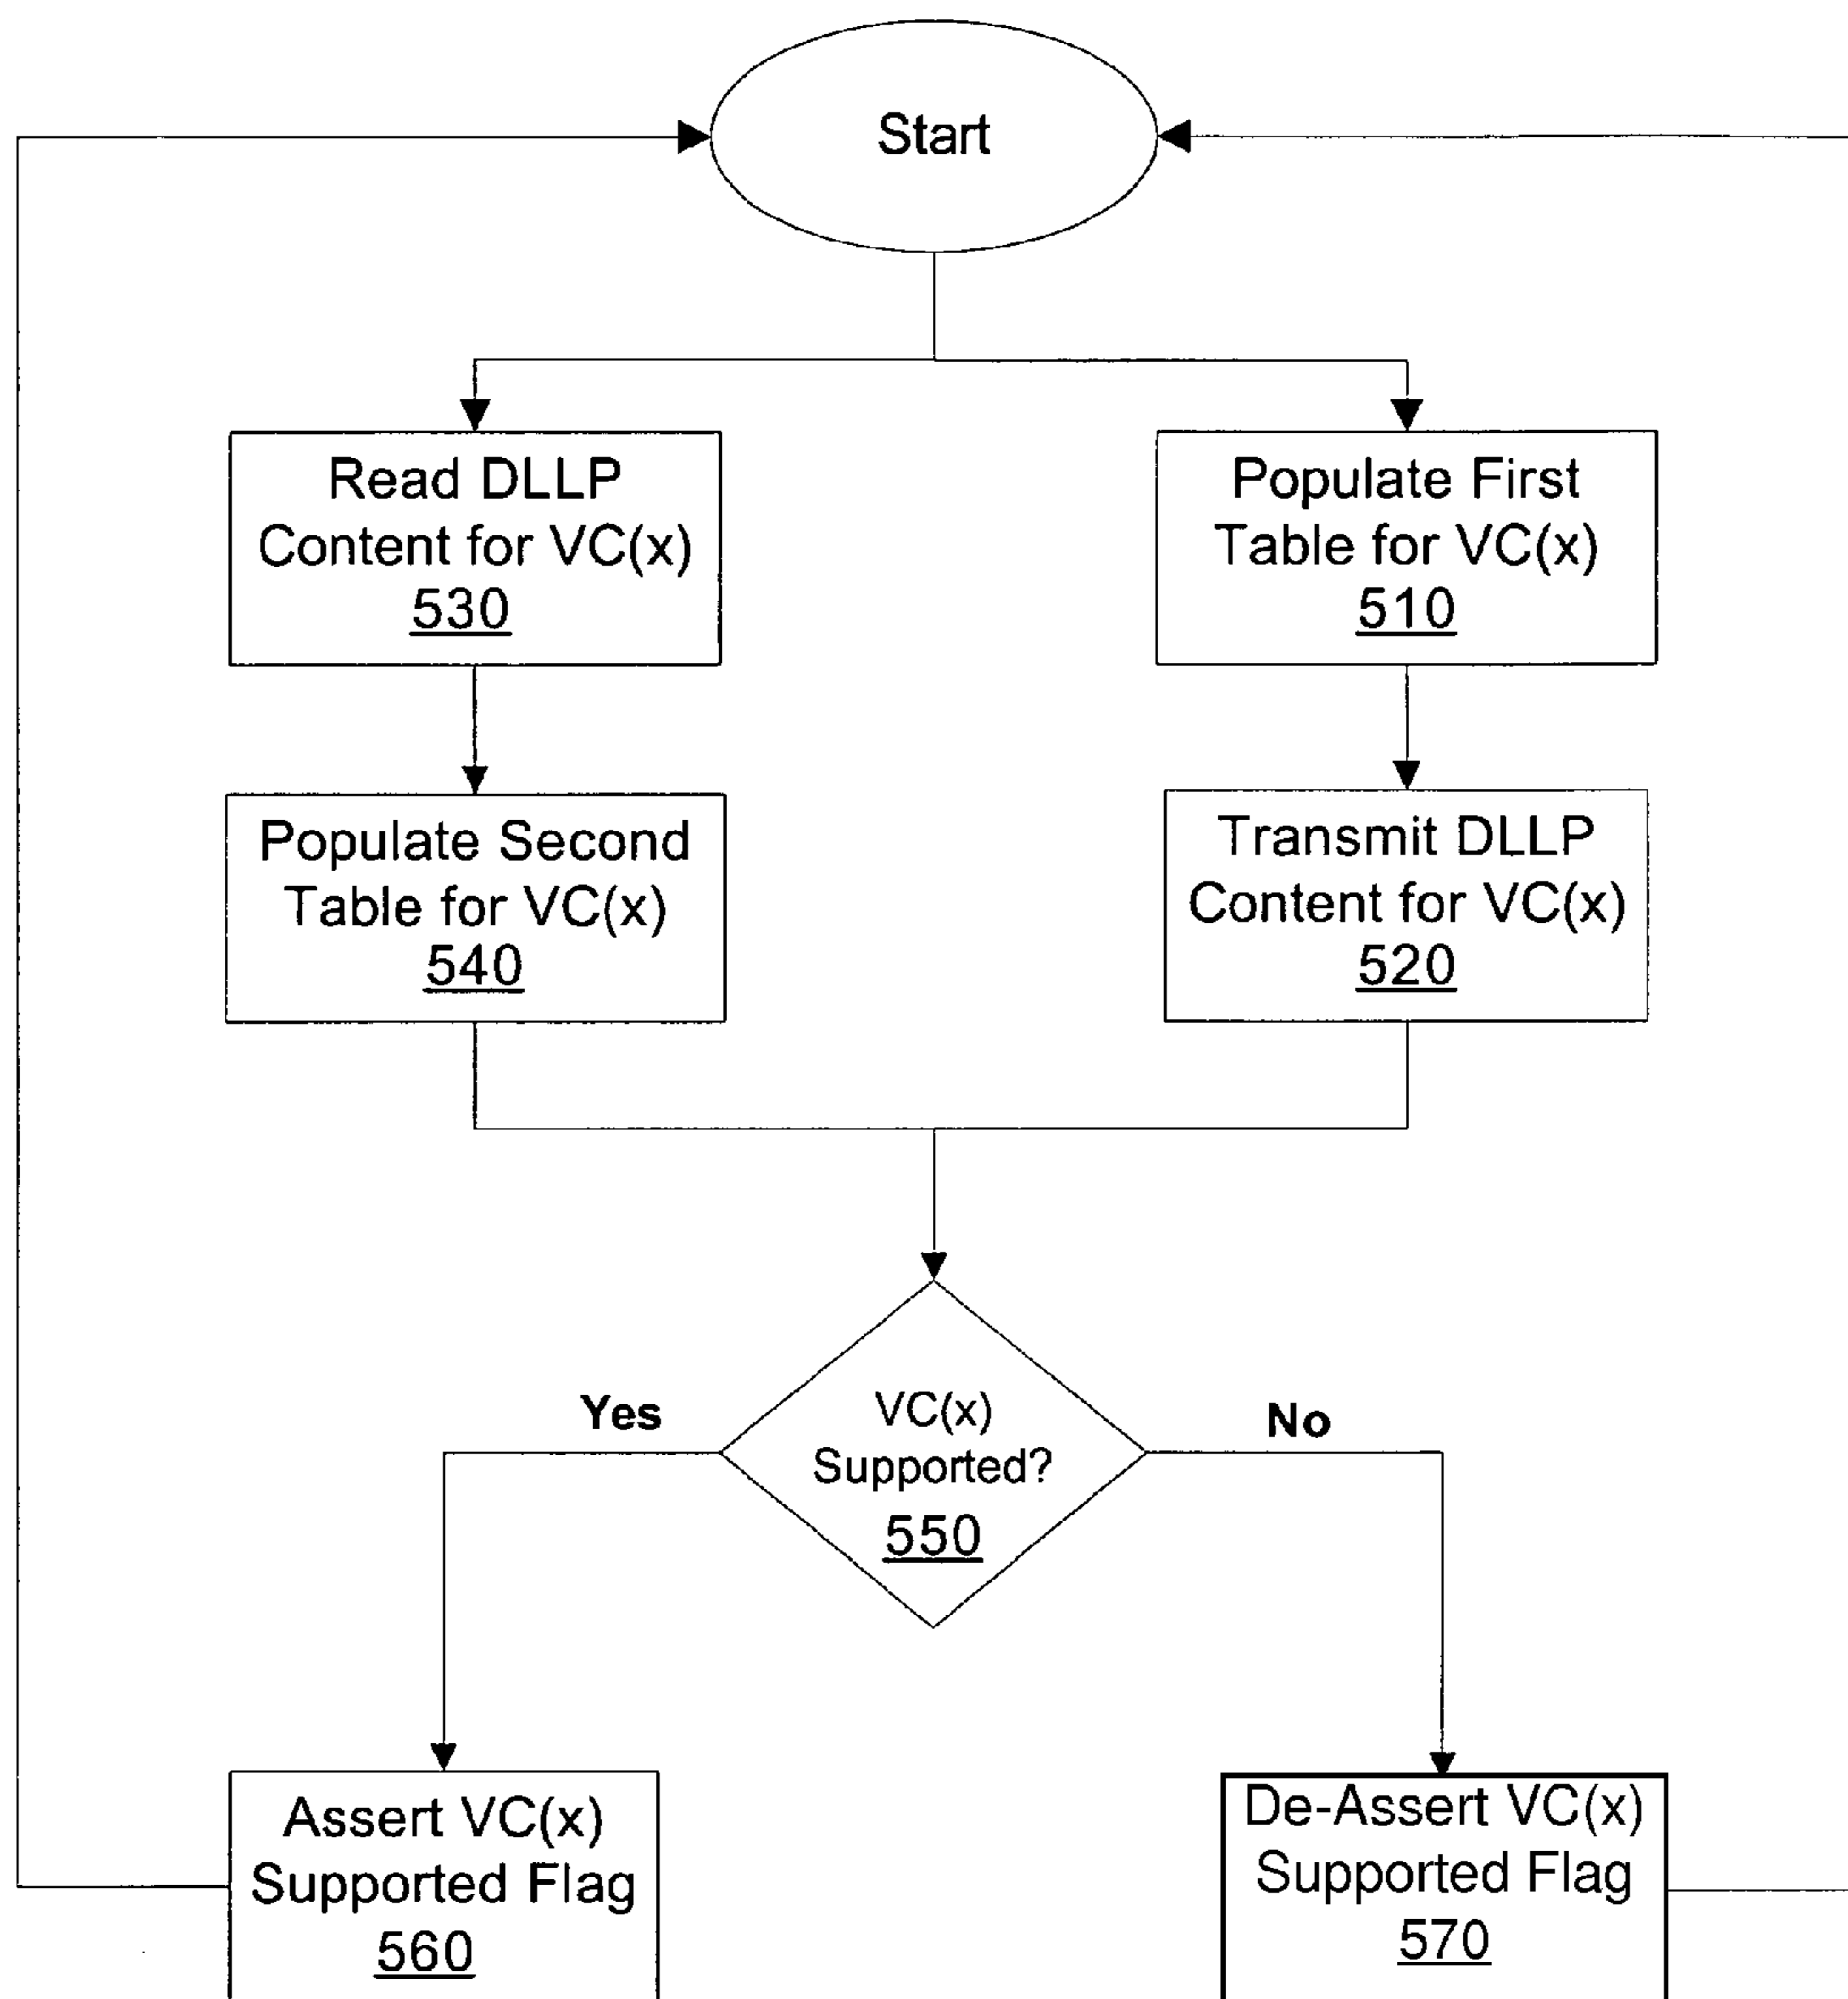 Start
Read DLLP
Content for VC(x)
530
Populate First
Table for VC(x)
510
Populate Second
Table for VC(x)
540
Transmit DLLP
Content for VC(x)
520
Yes
VC(x)
Supported?
550
No
Assert VC(x)
Supported Flag
560
De-Assert VC(x)
Supported Flag
570